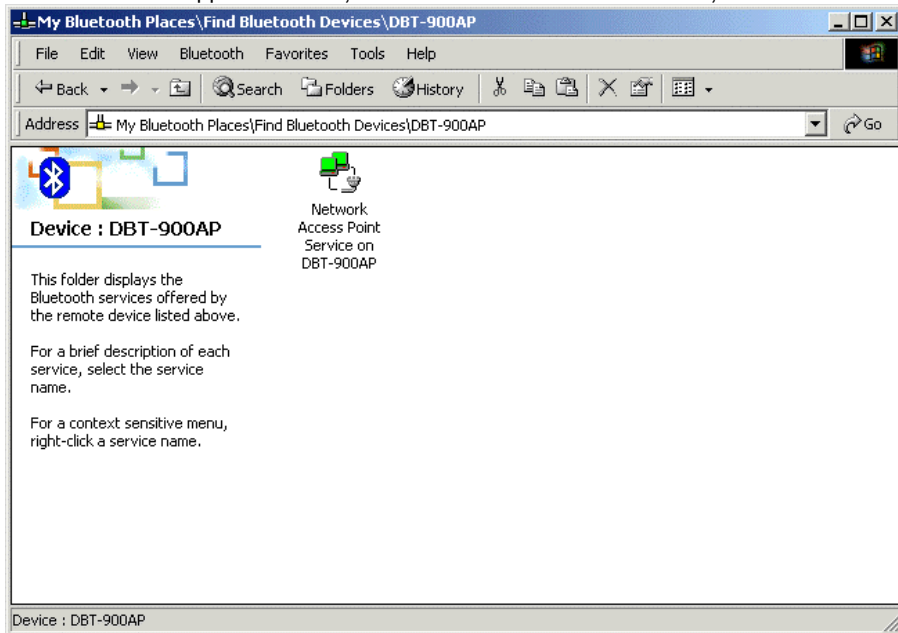 My Bluetooth Places\Find Bluetooth Devices\DBT-900AP
File Edit View Bluetooth Favorites Tools Help
Back Search Folders History
Address My Bluetooth Places\Find Bluetooth Devices\DBT-900AP Go
Device : DBT-900AP
This folder displays the
Bluetooth services offered by
the remote device listed above.
For a brief description of each
service, select the service
name.
For a context sensitive menu,
right-click a service name.
Network
Access Point
Service on
DBT-900AP
Device : DBT-900AP